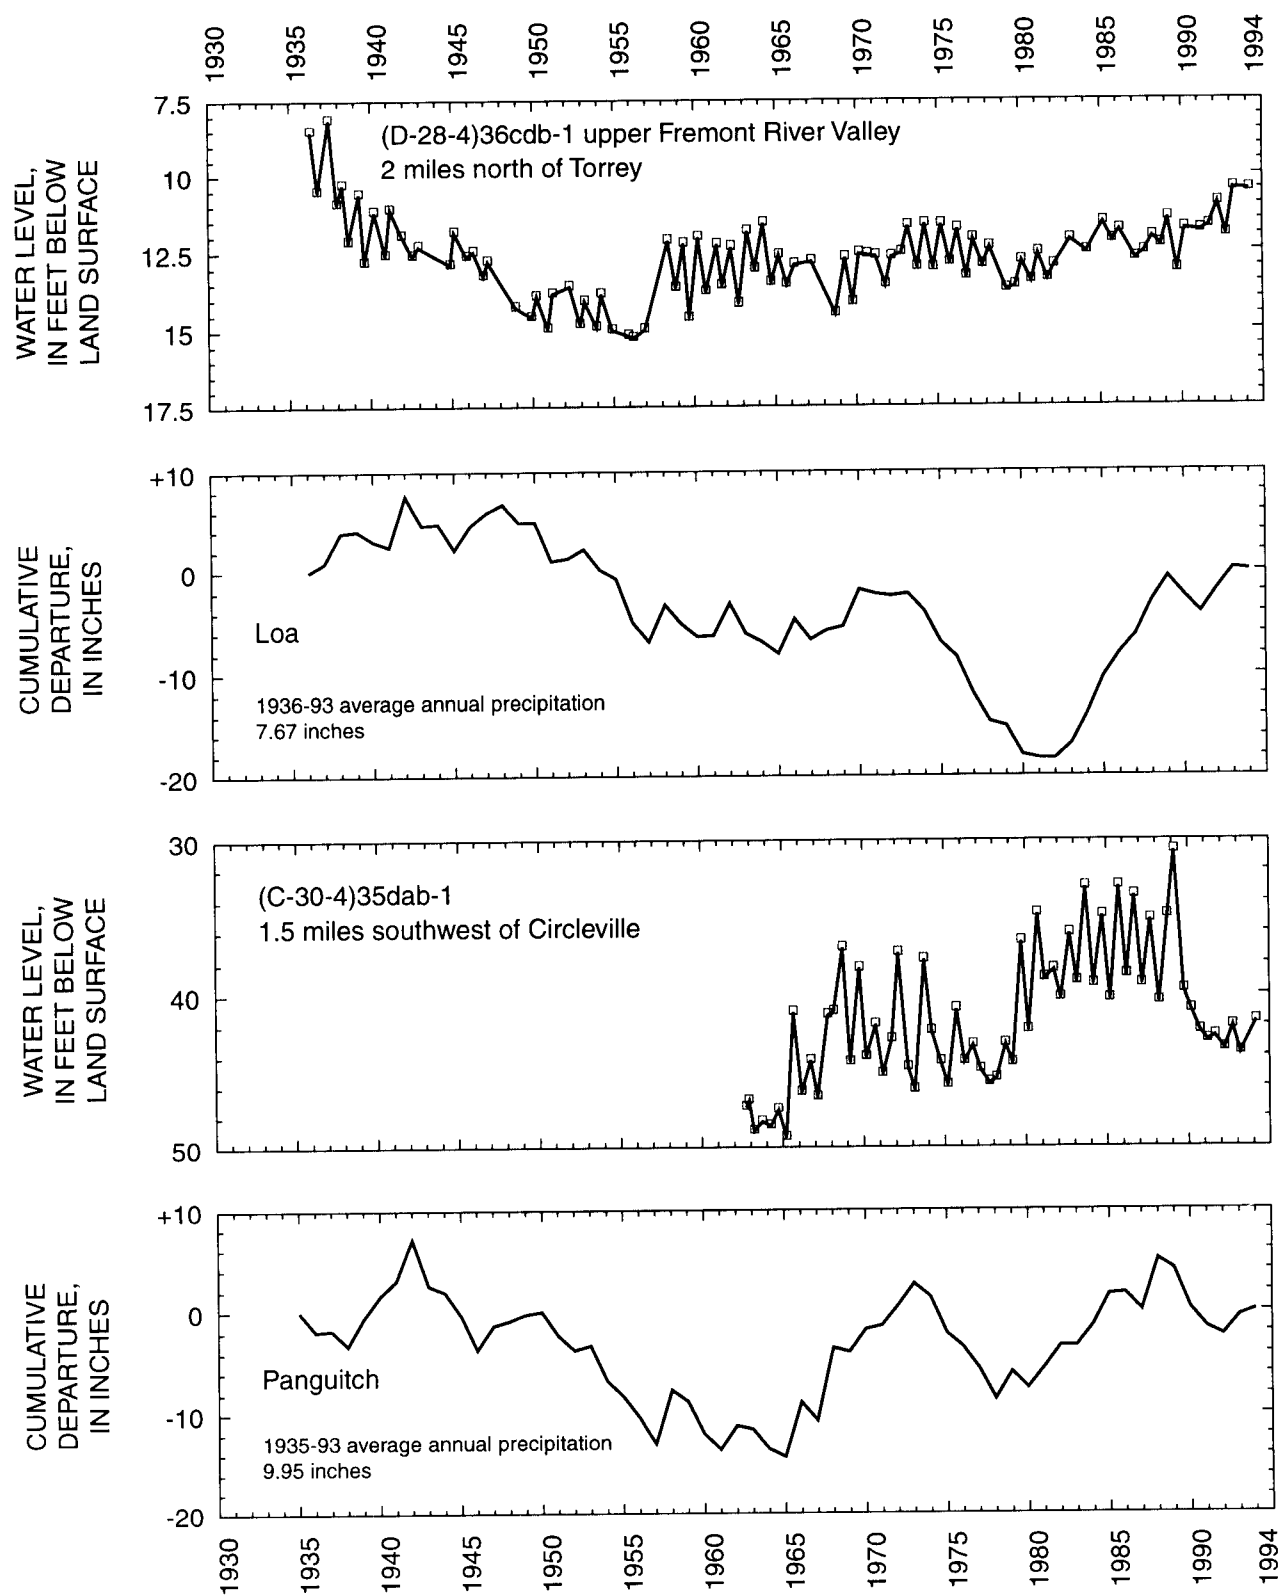 1930 1935 1940 1945 1950 1955 1960 1965 1970 1975 1980 1985 1990 1994
WATER LEVEL,
IN FEET BELOW
LAND SURFACE
7.5
10
12.5
15
17.5
(D-28-4)36cdb-1 upper Fremont River Valley
2 miles north of Torrey
CUMULATIVE
DEPARTURE,
IN INCHES
+10
0
-10
-20
Loa
1936-93 average annual precipitation
7.67 inches
WATER LEVEL,
IN FEET BELOW
LAND SURFACE
30
40
50
(C-30-4)35dab-1
1.5 miles southwest of Circleville
CUMULATIVE
DEPARTURE,
IN INCHES
+10
0
-10
-20
Panguitch
1935-93 average annual precipitation
9.95 inches
1930 1935 1940 1945 1950 1955 1960 1965 1970 1975 1980 1985 1990 1994